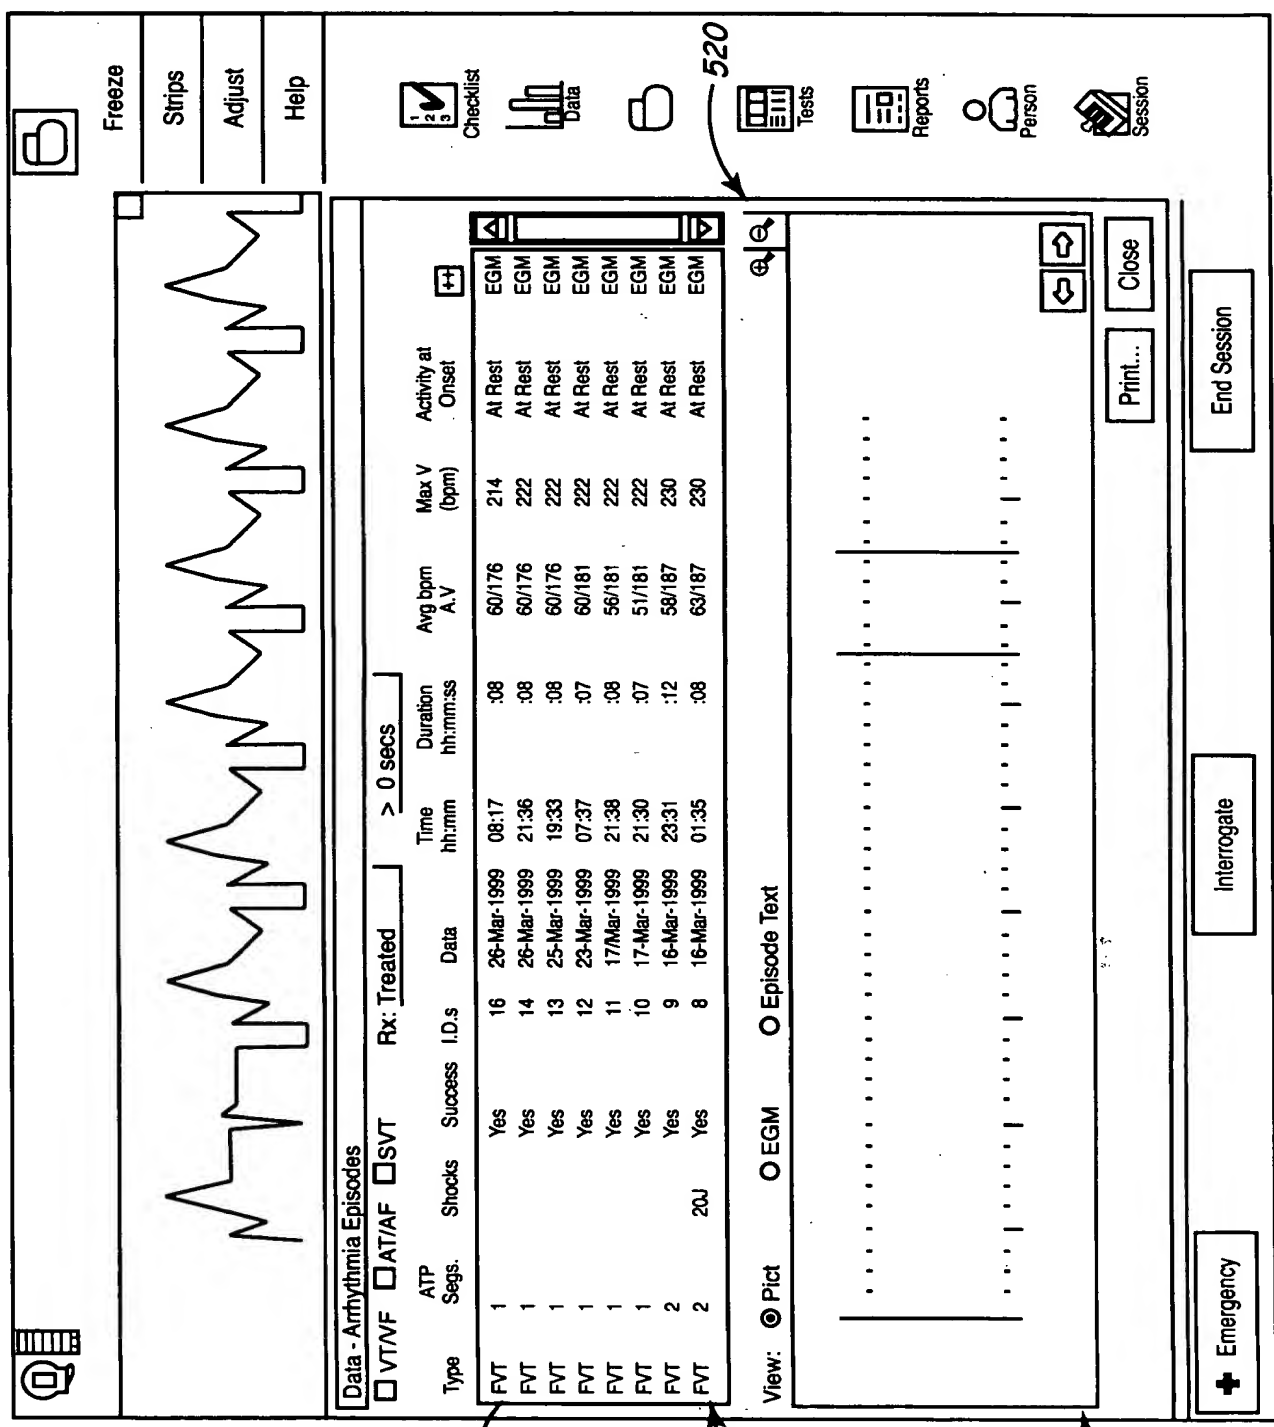 Freeze
Strips
Adjust
Help
Data - Arrhythmia Episodes
VT/VF AT/AF SVT Rx: Treated > 0 secs
Type ATP Segs. Shocks Success I.D.s Data Time hh:mm Duration hh:mm:ss Avg bpm A.V Max V (bpm) Activity at Onset ++
FVT 1 Yes 16 26-Mar-1999 08:17 :08 60/176 214 At Rest EGM
FVT 1 Yes 14 26-Mar-1999 21:36 :08 60/176 222 At Rest EGM
FVT 1 Yes 13 25-Mar-1999 19:33 :08 60/176 222 At Rest EGM
FVT 1 Yes 12 23-Mar-1999 07:37 :07 60/181 222 At Rest EGM
FVT 1 Yes 11 17/Mar-1999 21:38 :08 56/181 222 At Rest EGM
FVT 1 Yes 10 17-Mar-1999 21:30 :07 51/181 222 At Rest EGM
FVT 2 Yes 9 16-Mar-1999 23:31 :12 58/187 230 At Rest EGM
FVT 2 20J Yes 8 16-Mar-1999 01:35 :08 63/187 230 At Rest EGM
View: Pict EGM Episode Text
Print... Close
Emergency Interrogate End Session
1
2
3
Checklist
Data
520
Tests
Reports
Person
Session